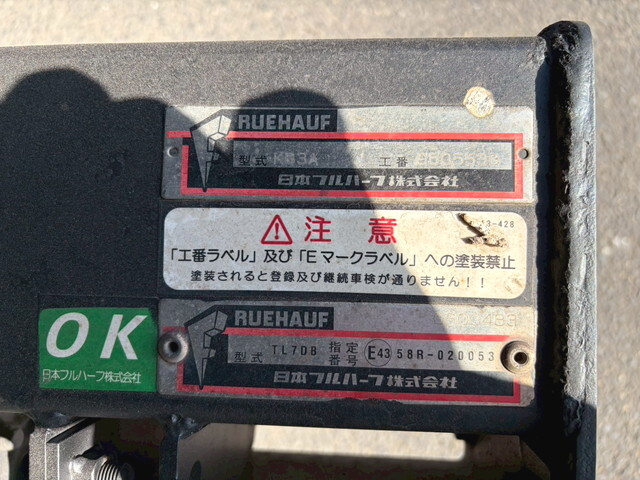 RUEHAUF
型式 工番
日本フルハーフ株式会社
⚠注意
「工番ラベル」及び「Eマークラベル」への塗装禁止
塗装されると登録及び継続車検が通りません!!
RUEHAUF
型式 TL7DB 指定番号 E43 58R-020053
日本フルハーフ株式会社
OK
日本フルハーフ株式会社